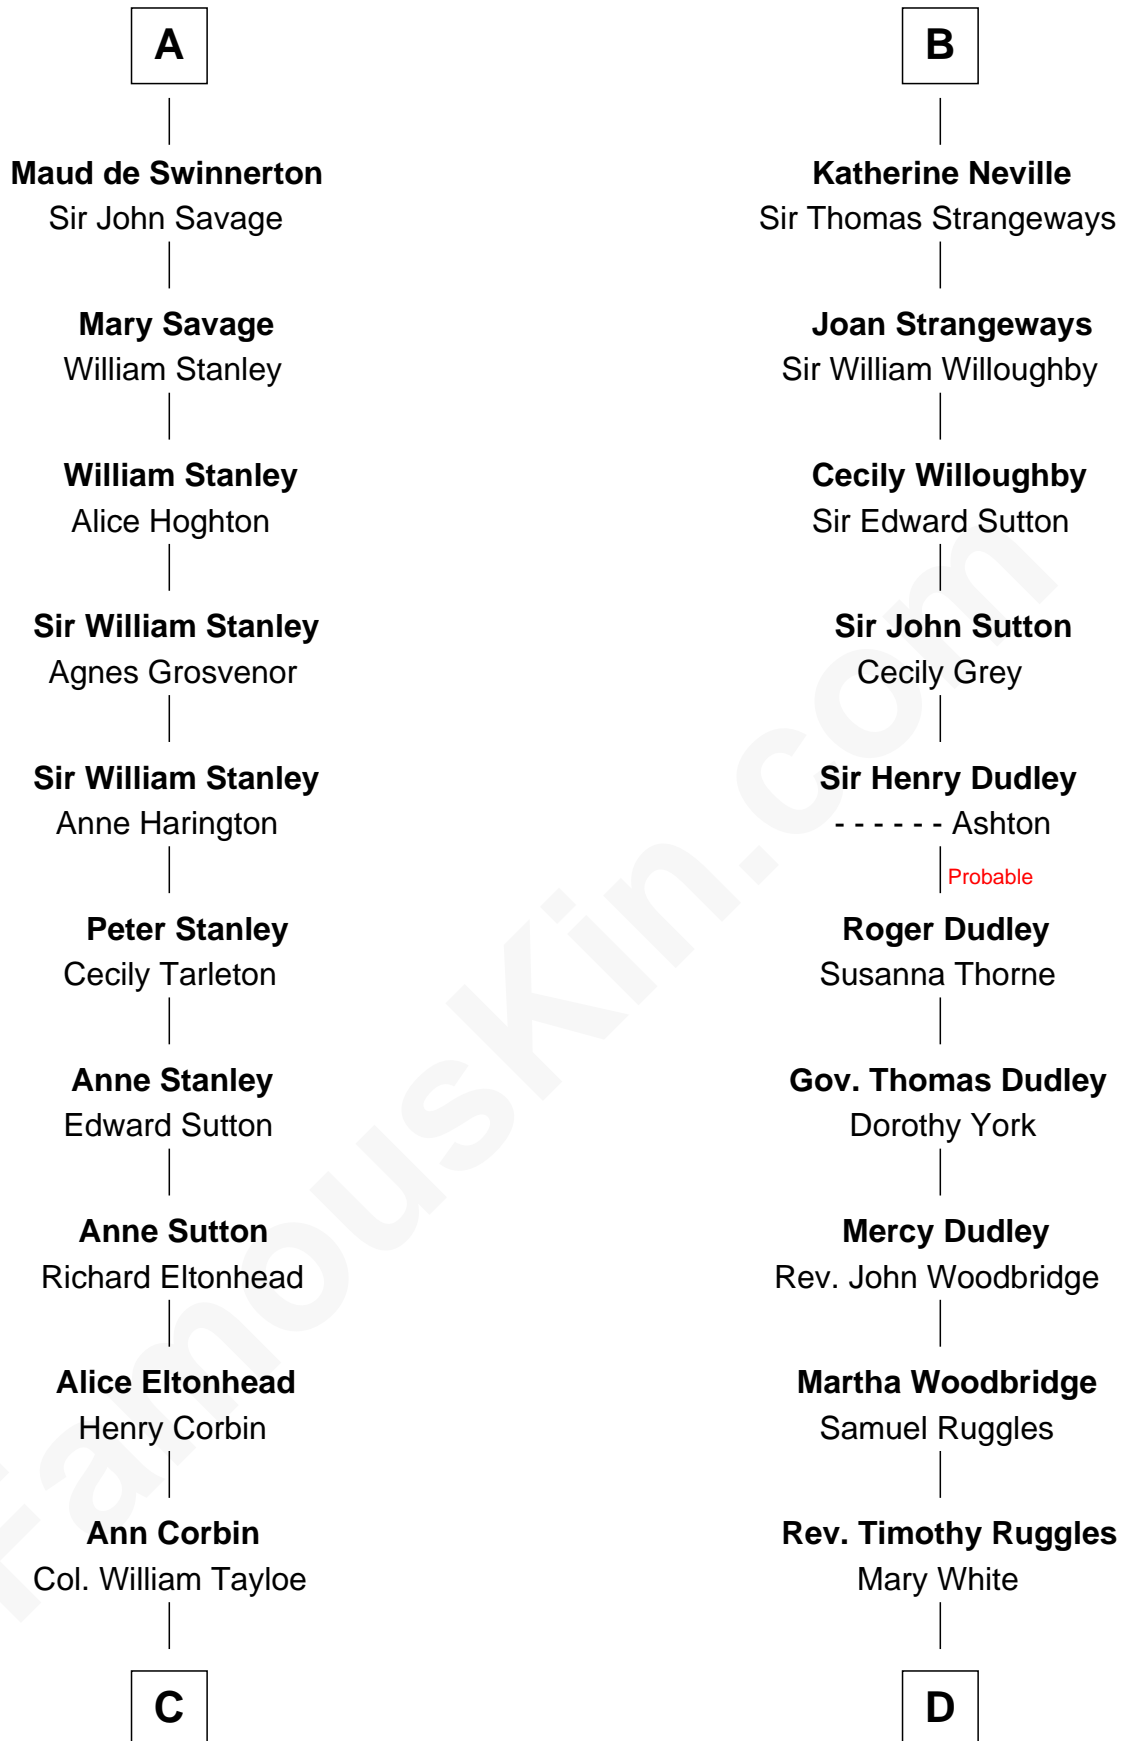 A
Maud de Swinnerton
Sir John Savage
Mary Savage
William Stanley
William Stanley
Alice Hoghton
Sir William Stanley
Agnes Grosvenor
Sir William Stanley
Anne Harington
Peter Stanley
Cecily Tarleton
Anne Stanley
Edward Sutton
Anne Sutton
Richard Eltonhead
Alice Eltonhead
Henry Corbin
Ann Corbin
Col. William Tayloe
C
B
Katherine Neville
Sir Thomas Strangeways
Joan Strangeways
Sir William Willoughby
Cecily Willoughby
Sir Edward Sutton
Sir John Sutton
Cecily Grey
Sir Henry Dudley
- - - - - - Ashton
Probable
Roger Dudley
Susanna Thorne
Gov. Thomas Dudley
Dorothy York
Mercy Dudley
Rev. John Woodbridge
Martha Woodbridge
Samuel Ruggles
Rev. Timothy Ruggles
Mary White
D
FamousKin.com